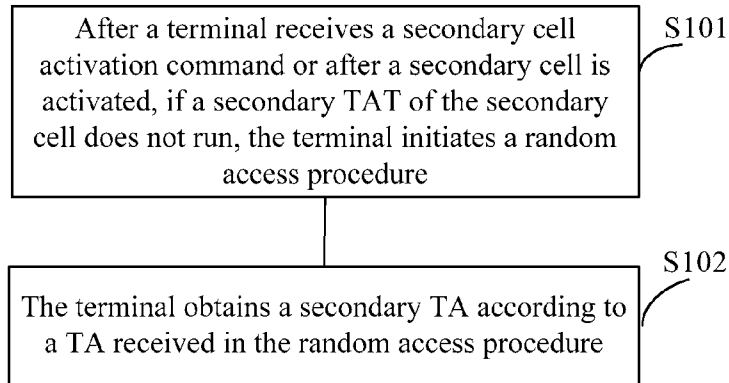 After a terminal receives a secondary cell
activation command or after a secondary cell is
activated, if a secondary TAT of the secondary
cell does not run, the terminal initiates a random
access procedure
S101
The terminal obtains a secondary TA according to
a TA received in the random access procedure
S102